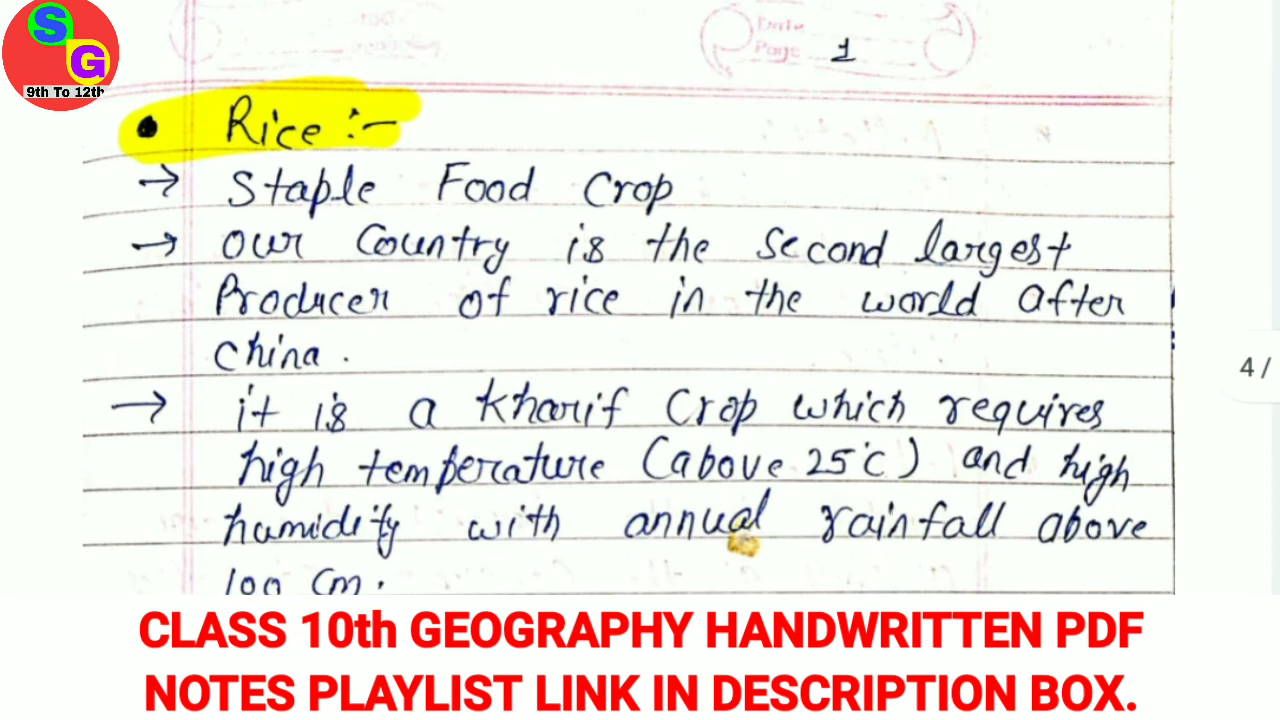 SG
9th To 12th
Date
Page 1
• Rice :-
→ Staple Food Crop
→ our Country is the Second largest
Producer of rice in the world after
China.
→ it is a Kharif Crop which requires
high temperature (above 25°C) and high
humidity with annual rainfall above
100 cm.
4 /
CLASS 10th GEOGRAPHY HANDWRITTEN PDF
NOTES PLAYLIST LINK IN DESCRIPTION BOX.